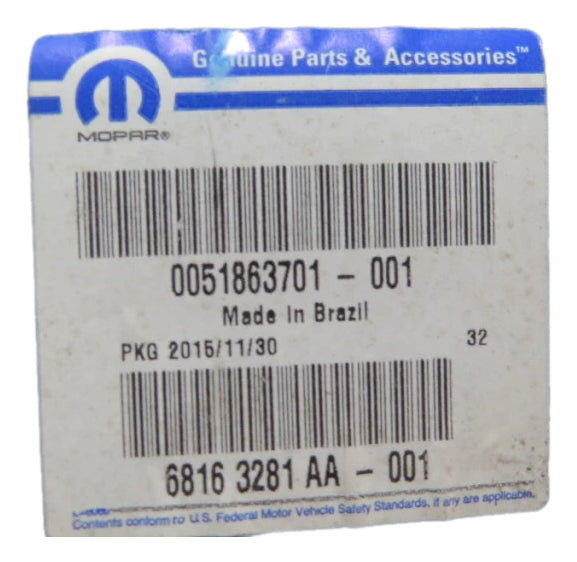 Genuine Parts & Accessories™
MOPAR®
0051863701 - 001
Made In Brazil
PKG 2015/11/30
32
6816 3281 AA - 001
Contents conform to U.S. Federal Motor Vehicle Safety Standards, if any are applicable.